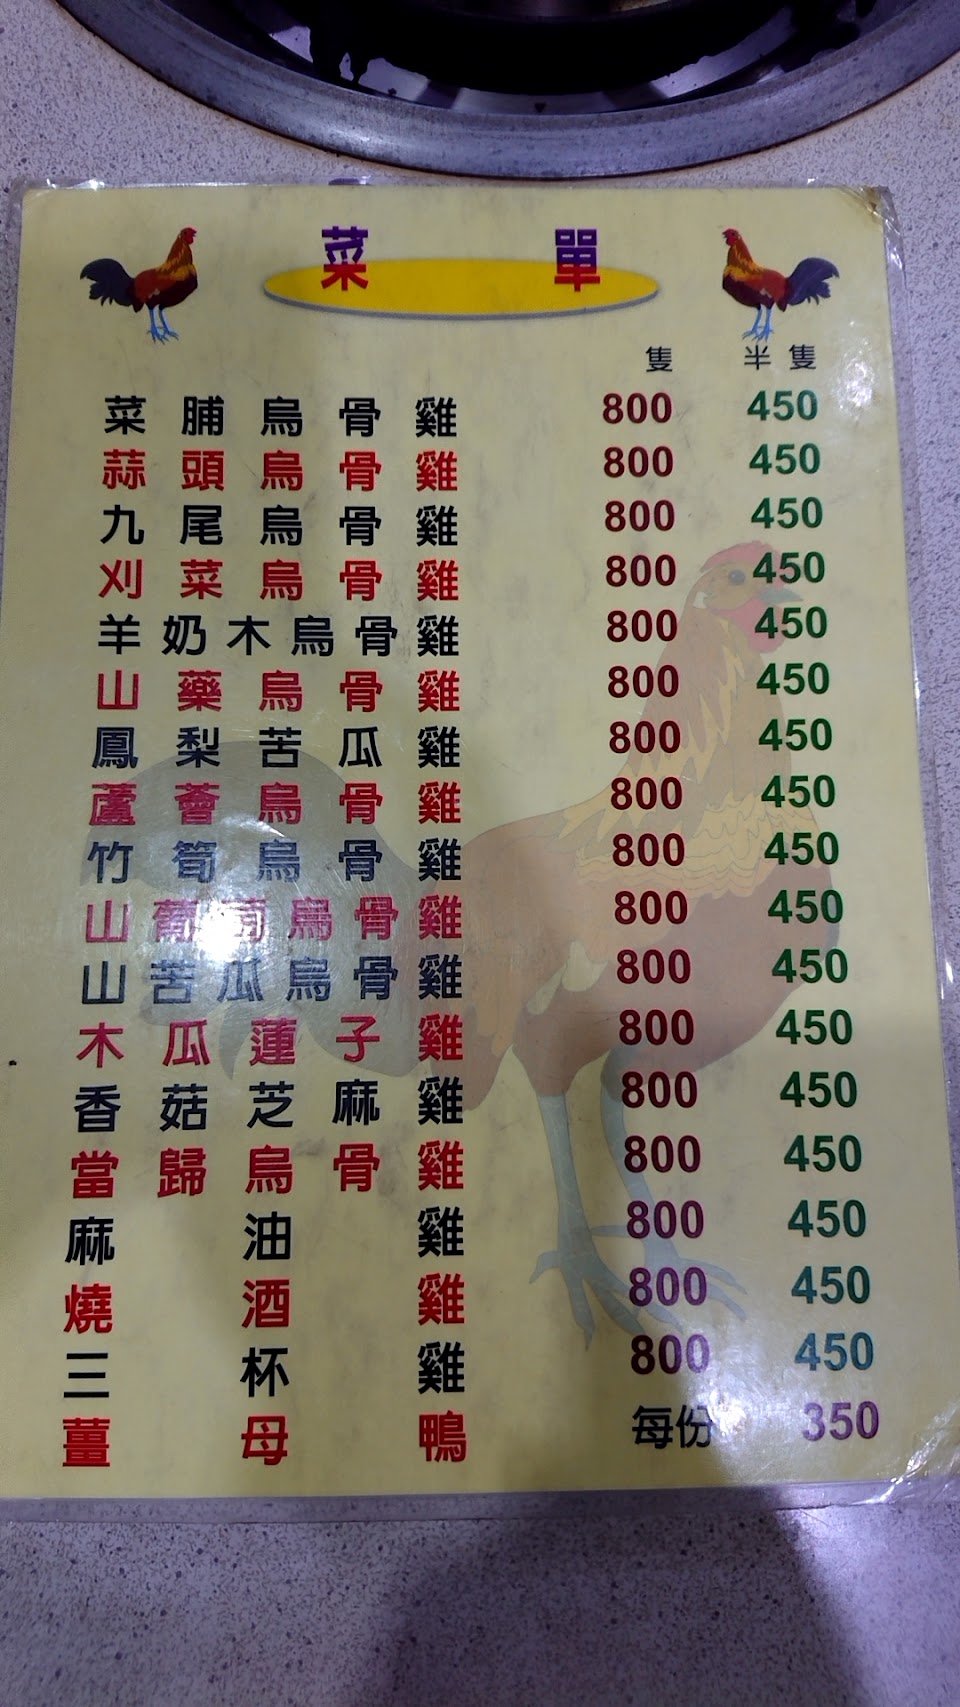 菜單
隻 半隻
菜脯烏骨雞 800 450
蒜頭烏骨雞 800 450
九尾烏骨雞 800 450
刈菜烏骨雞 800 450
羊奶木烏骨雞 800 450
山藥烏骨雞 800 450
鳳梨苦瓜雞 800 450
蘆薈烏骨雞 800 450
竹筍烏骨雞 800 450
山葡萄烏骨雞 800 450
山苦瓜烏骨雞 800 450
木瓜蓮子雞 800 450
香菇芝麻雞 800 450
當歸烏骨雞 800 450
麻油雞 800 450
燒酒雞 800 450
三杯雞 800 450
薑母鴨 每份 350